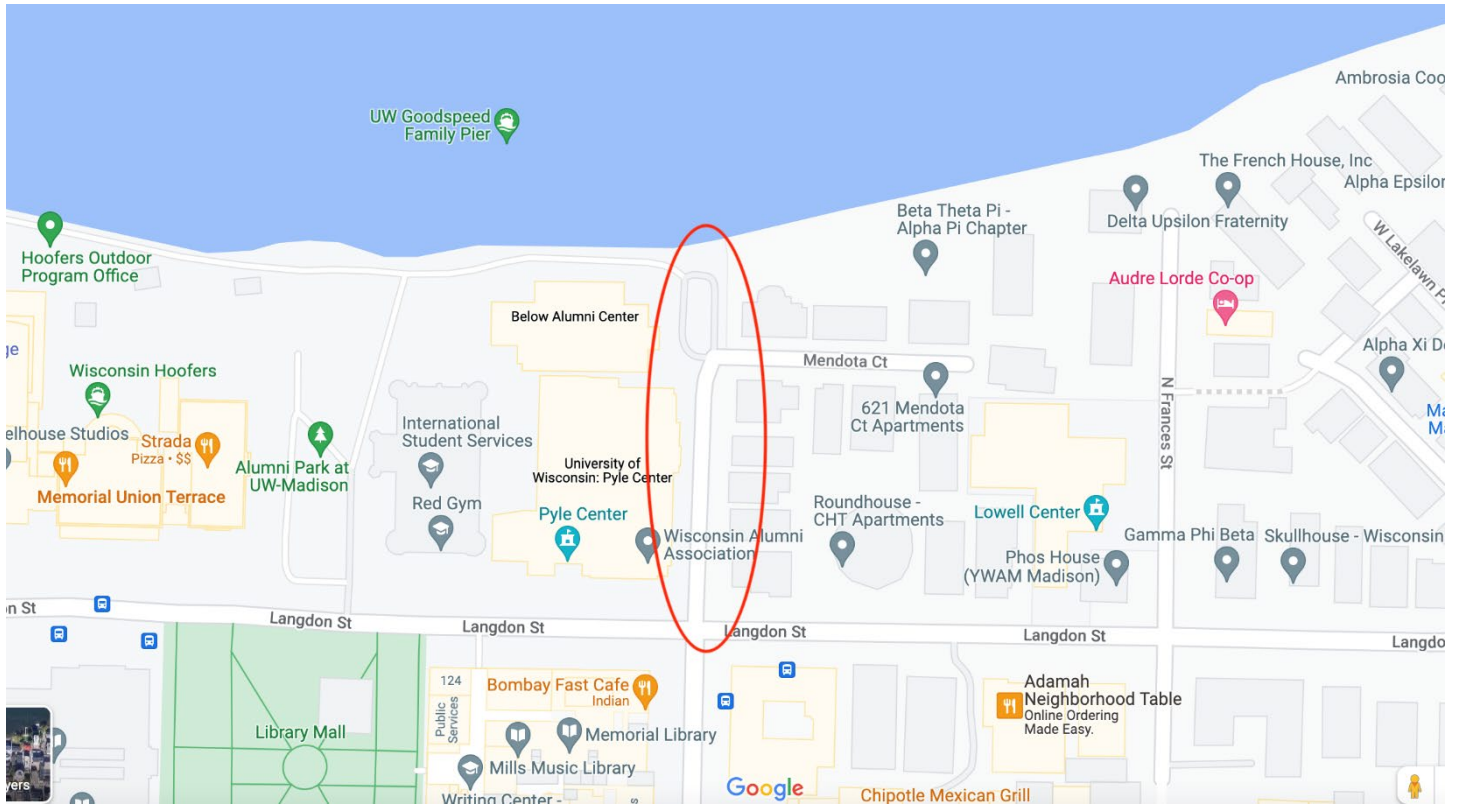 Ambrosia Coo
UW Goodspeed
Family Pier
The French House, Inc
Alpha Epsilon
Beta Theta Pi -
Alpha Pi Chapter
Delta Upsilon Fraternity
W Lakelawn P
Hoofers Outdoor
Program Office
Audre Lorde Co-op
Below Alumni Center
ge
Mendota Ct
Alpha Xi D
Wisconsin Hoofers
N Frances St
621 Mendota
Ct Apartments
International
Student Services
Ma
M
elhouse Studios
Strada
Pizza • $$
Alumni Park at
UW-Madison
University of
Wisconsin: Pyle Center
Memorial Union Terrace
Red Gym
Pyle Center
Roundhouse -
CHT Apartments
Lowell Center
Wisconsin Alumni
Association
Gamma Phi Beta
Skullhouse - Wisconsin
Phos House
(YWAM Madison)
n St
Langdon St
Langdon St
Langdon St
Langdon St
Langdo
124
Public
Services
Bombay Fast Cafe
Indian
Adamah
Neighborhood Table
Online Ordering
Made Easy.
Library Mall
Memorial Library
Mills Music Library
yers
Google
Writing Center -
Chipotle Mexican Grill